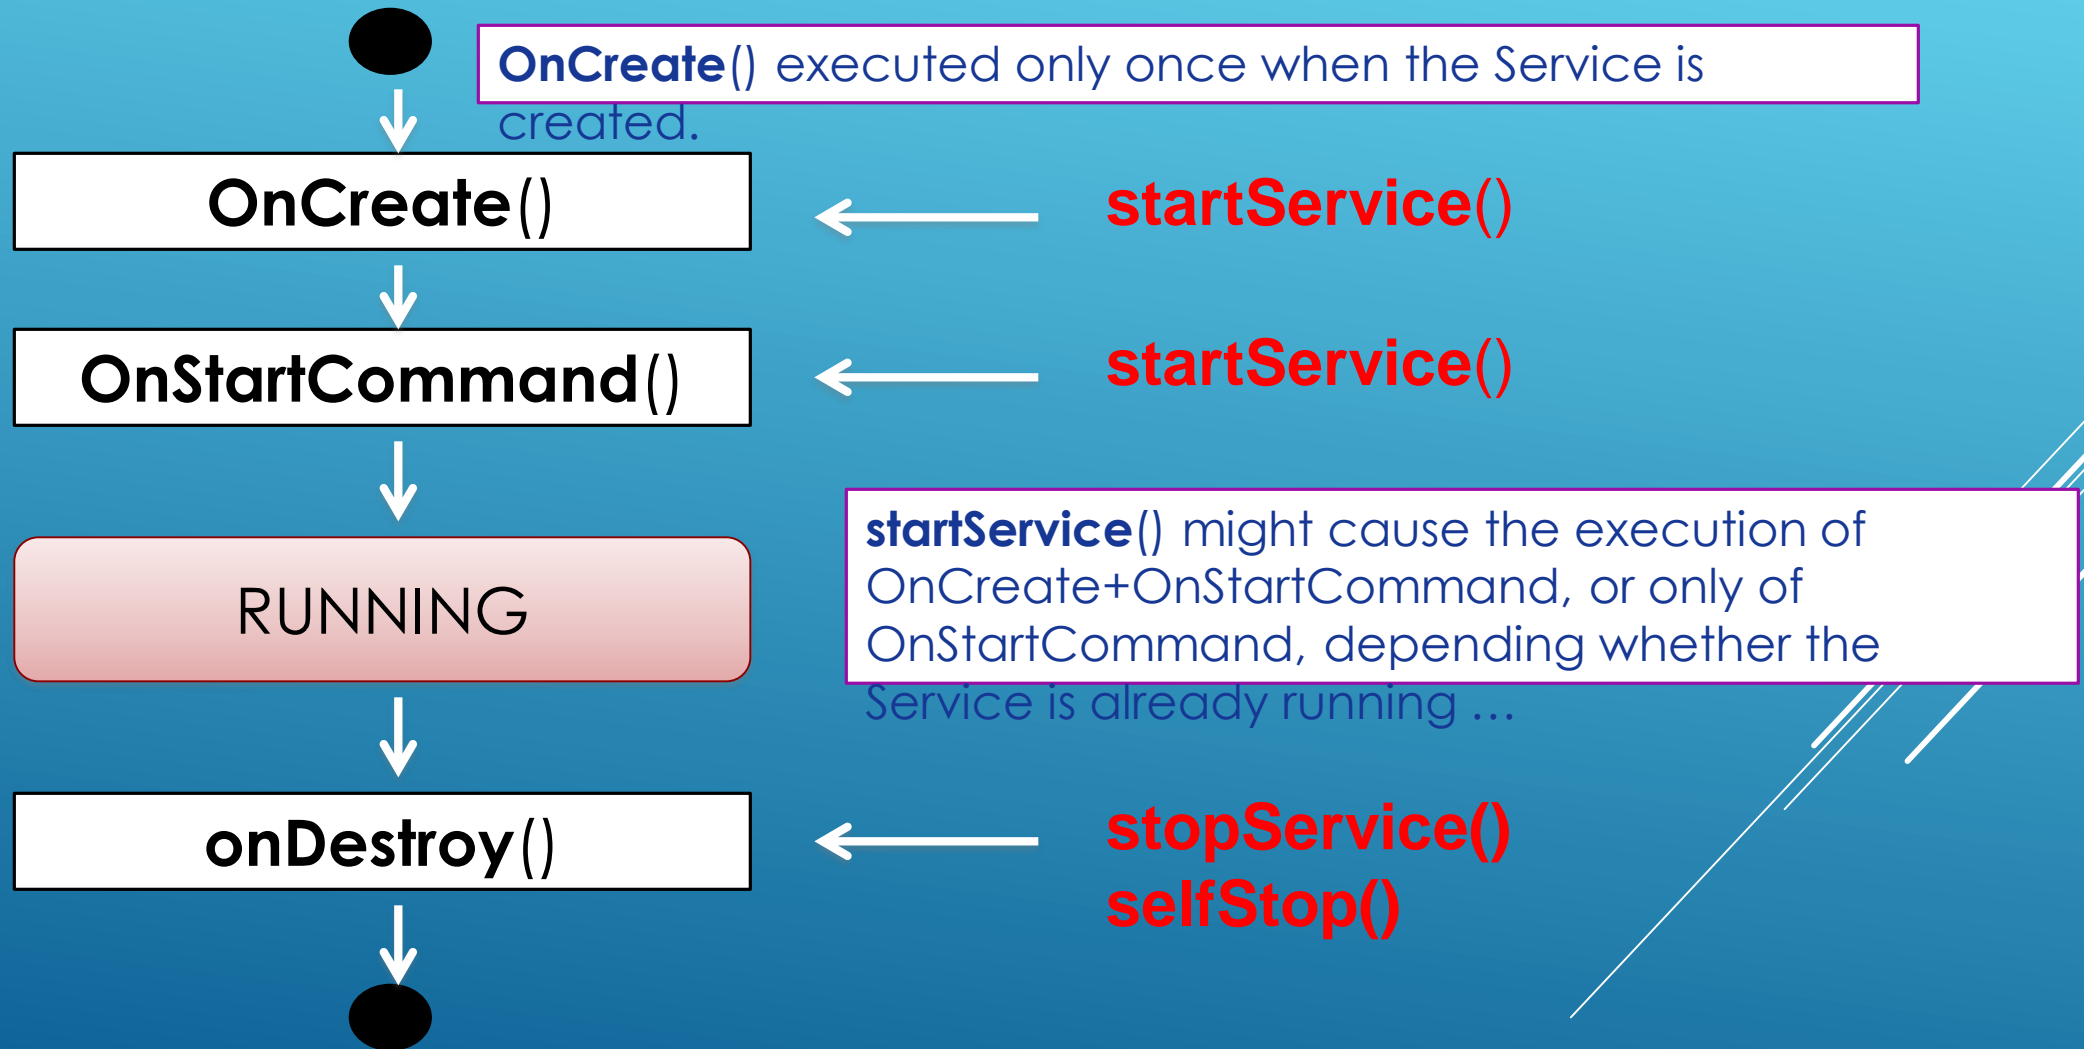 OnCreate() executed only once when the Service is
created.
OnCreate()
startService()
OnStartCommand()
startService()
RUNNING
startService() might cause the execution of
OnCreate+OnStartCommand, or only of
OnStartCommand, depending whether the
Service is already running …
onDestroy()
stopService()
selfStop()